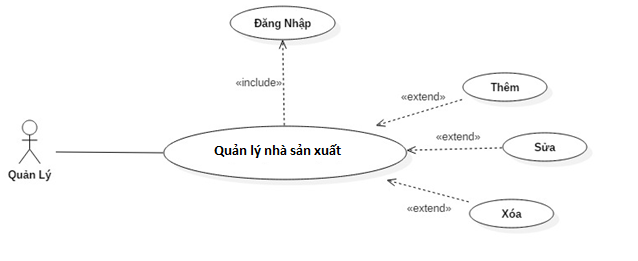 Đăng Nhập
«include»
«extend»
Thêm
«extend»
Quản lý nhà sản xuất
Sửa
Quản Lý
«extend»
Xóa